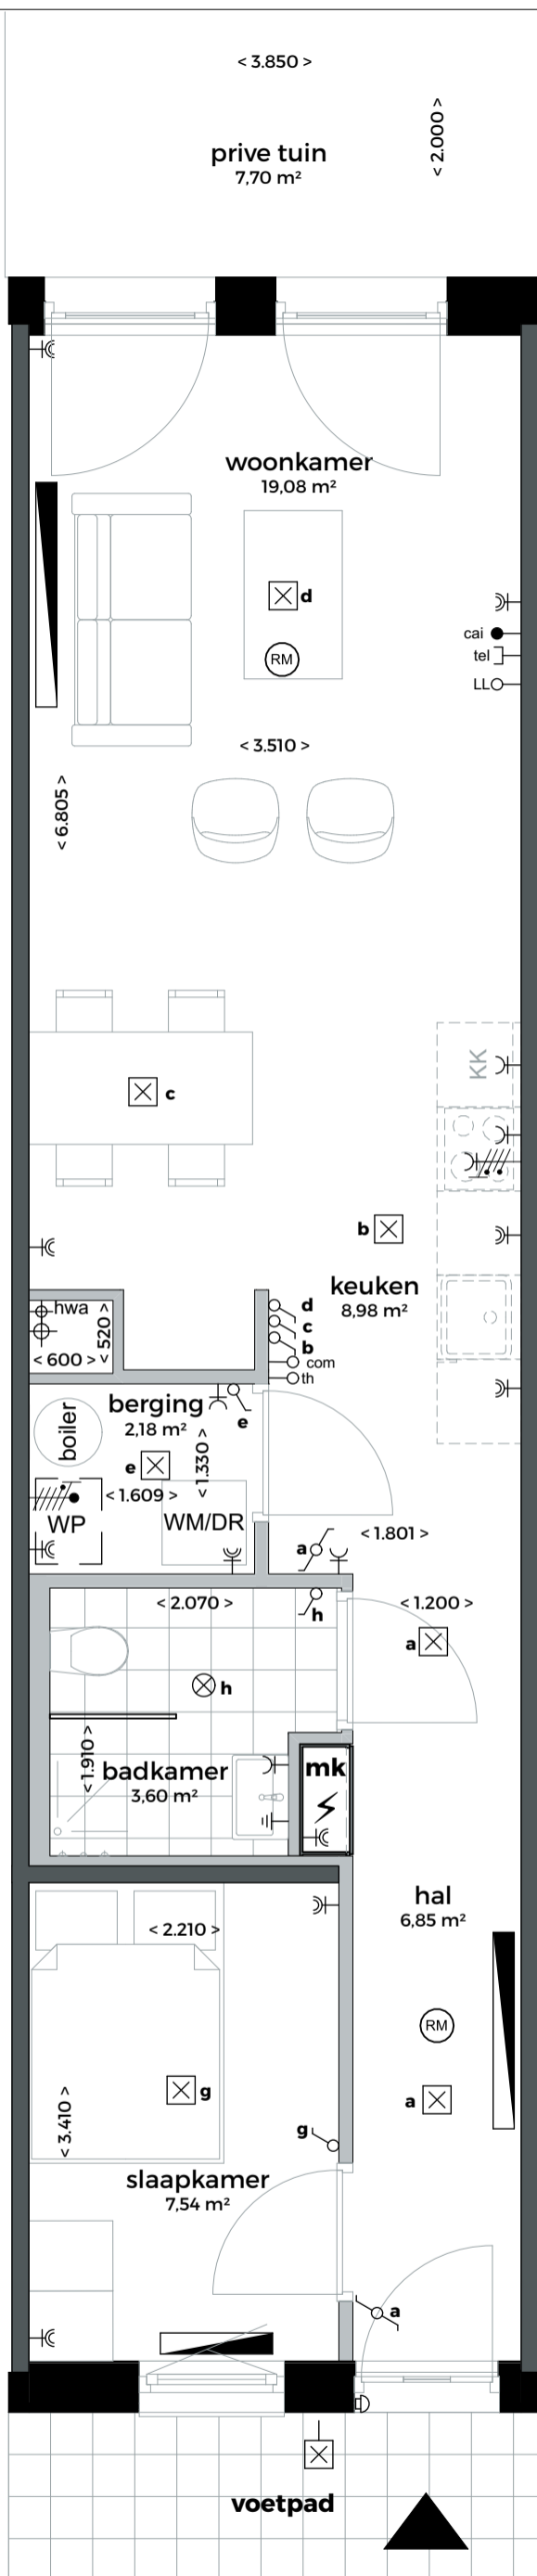 < 3.850 >
< 2.000 >
prive tuin
7,70 m²
woonkamer
19,08 m²
d
RM
cai
tel
LL
< 3.510 >
< 6.805 >
KK
c
b
keuken
8,98 m²
hwa
< 520 >
< 600 >
d
c
b
com
th
berging
2,18 m²
e
boiler
e
< 1.330 >
< 1.609 >
WP
WM/DR
< 1.801 >
a
< 2.070 >
h
< 1.200 >
a
h
< 1.910 >
badkamer
3,60 m²
mk
hal
6,85 m²
< 2.210 >
RM
g
a
< 3.410 >
g
slaapkamer
7,54 m²
a
voetpad